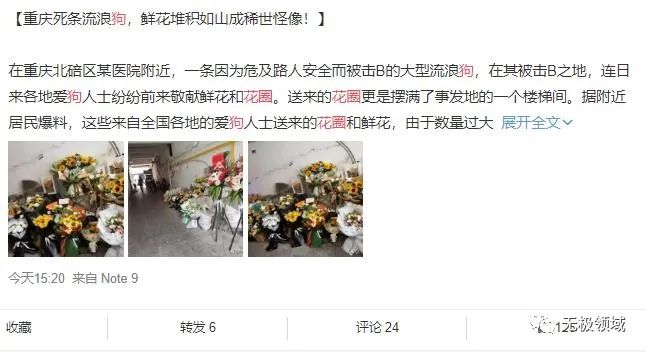 【重庆死条流浪狗，鲜花堆积如山成稀世怪像！】
在重庆北碚区某医院附近，一条因为危及路人安全而被击B的大型流浪狗，在其被击B之地，连日
来各地爱狗人士纷纷前来敬献鲜花和花圈。送来的花圈更是摆满了事发地的一个楼梯间。据附近
居民爆料，这些来自全国各地的爱狗人士送来的花圈和鲜花，由于数量过大 展开全文
今天15:20 来自 Note 9
收藏 转发 6 评论 24 125
无极领域